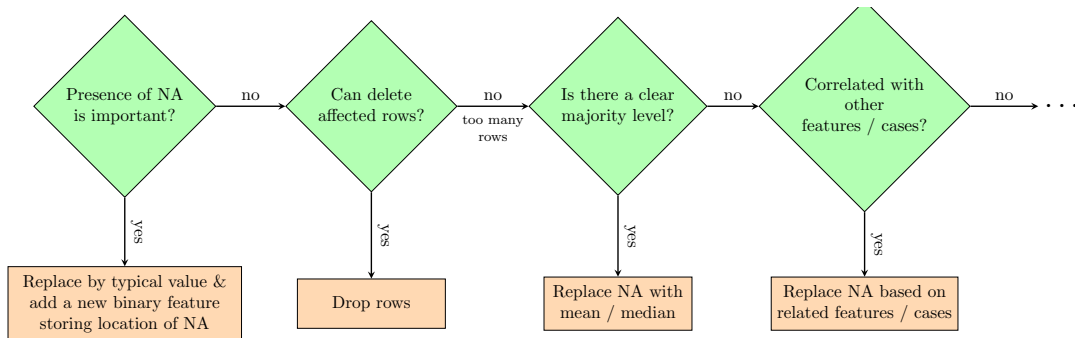 Presence of NA
is important?
no
Can delete
affected rows?
no
too many
rows
Is there a clear
majority level?
no
Correlated with
other
features / cases?
no
...
yes
yes
yes
yes
Replace by typical value &
add a new binary feature
storing location of NA
Drop rows
Replace NA with
mean / median
Replace NA based on
related features / cases